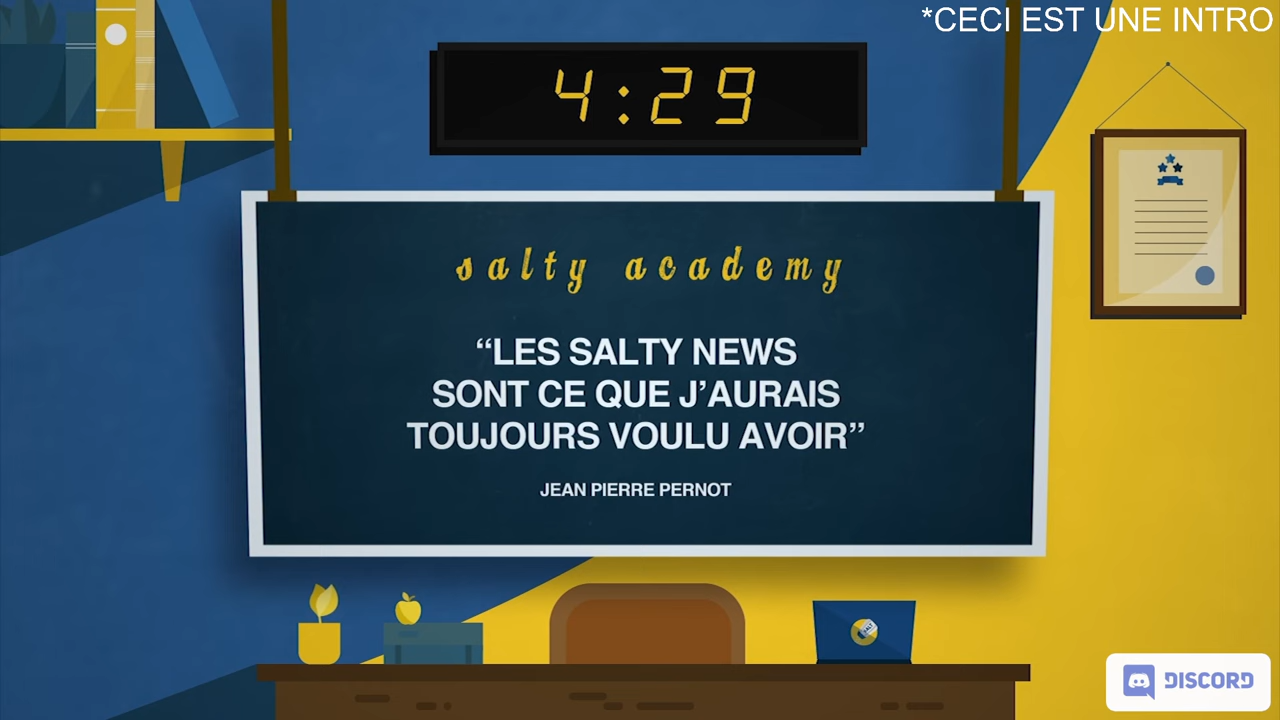 *CECI EST UNE INTRO
4:29
salty academy
“LES SALTY NEWS
SONT CE QUE J’AURAIS
TOUJOURS VOULU AVOIR”
JEAN PIERRE PERNOT
SALT
DISCORD